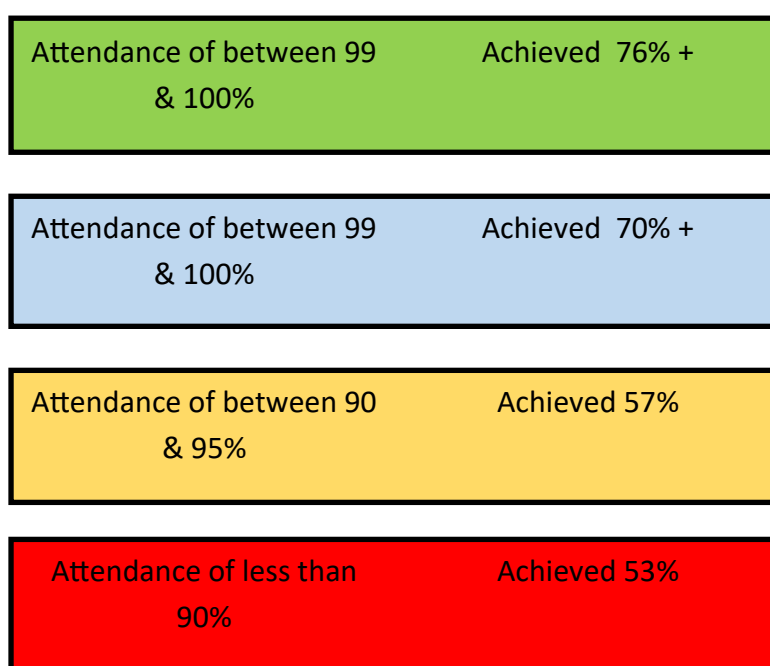 Attendance of between 99 Achieved 76% +
& 100%
Attendance of between 99 Achieved 70% +
& 100%
Attendance of between 90 Achieved 57%
& 95%
Attendance of less than Achieved 53%
90%